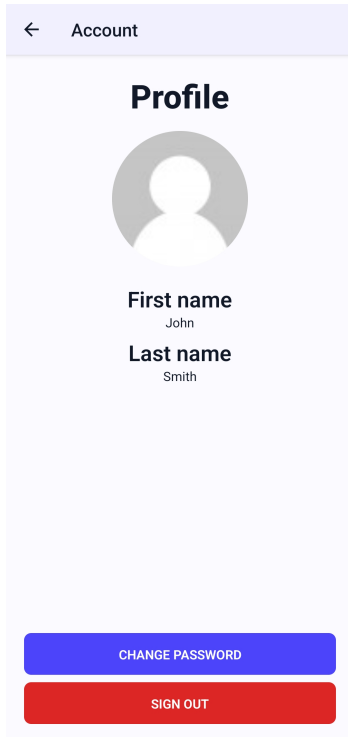 Account
Profile
First name
John
Last name
Smith
CHANGE PASSWORD
SIGN OUT